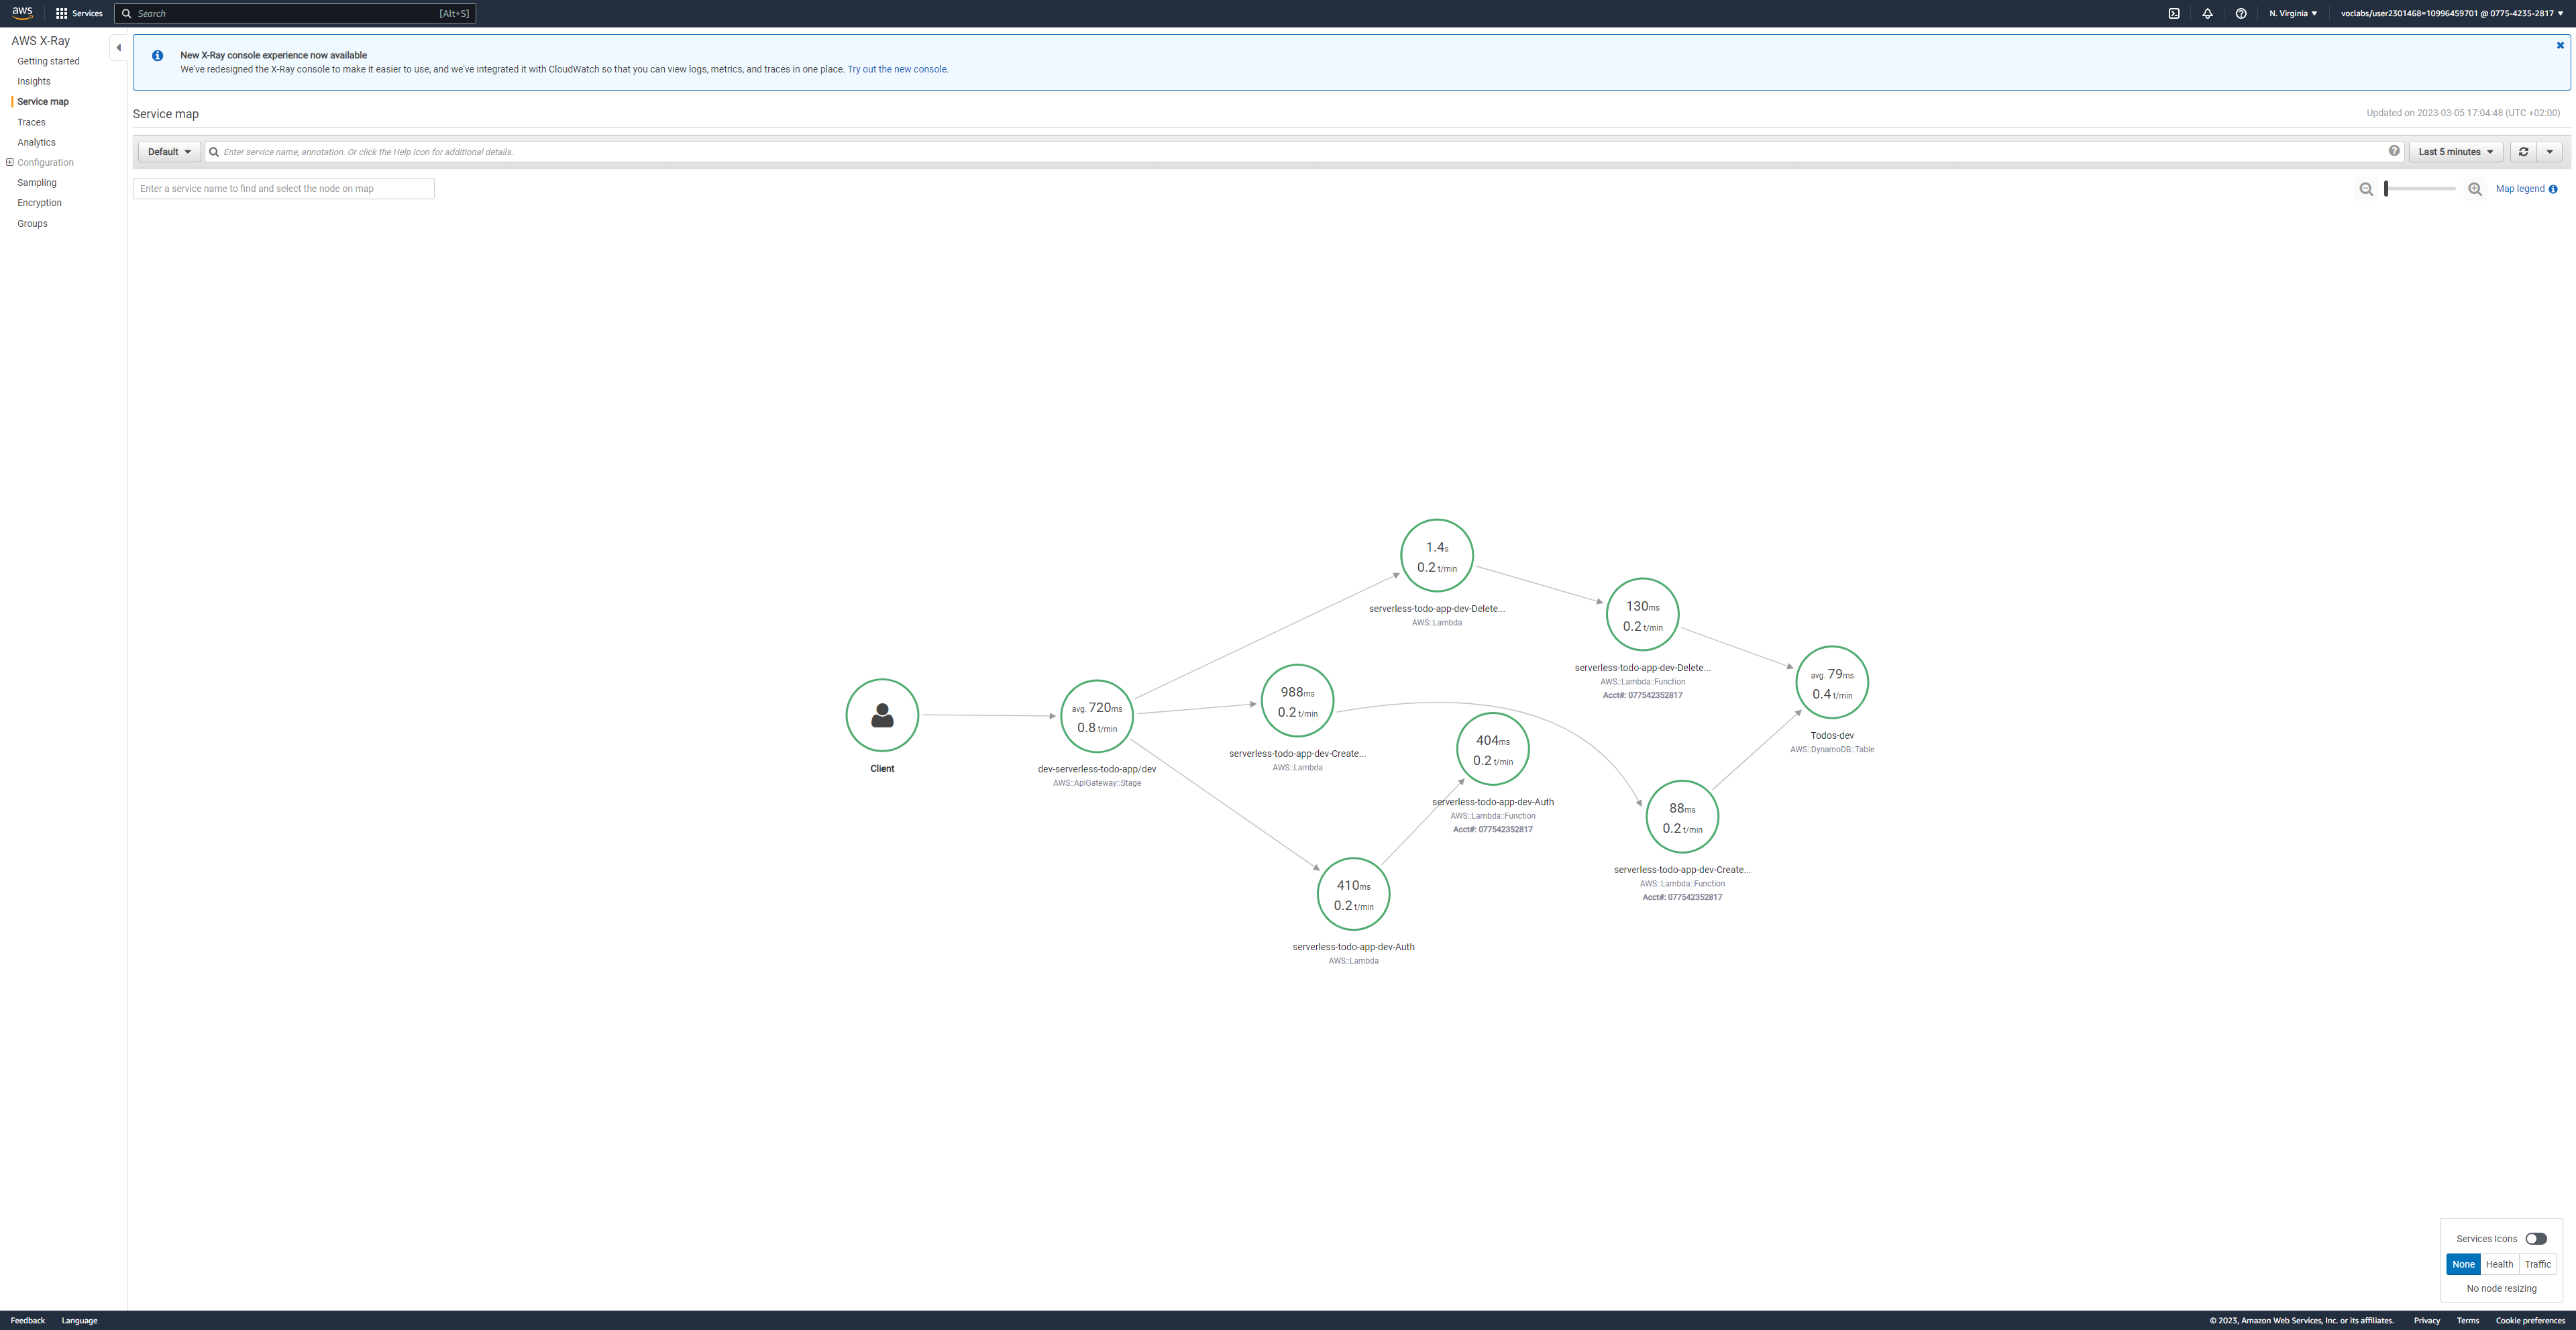 aws
Services
Search
[Alt+S]
N. Virginia
voclabs/user2301468=10996459701 @ 0775-4235-2817
AWS X-Ray
Getting started
Insights
Service map
Traces
Analytics
Configuration
Sampling
Encryption
Groups
New X-Ray console experience now available
We've redesigned the X-Ray console to make it easier to use, and we've integrated it with CloudWatch so that you can view logs, metrics, and traces in one place. Try out the new console.
Service map
Updated on 2023-03-05 17:04:48 (UTC +02:00)
Default
Enter service name, annotation. Or click the Help icon for additional details.
Last 5 minutes
Enter a service name to find and select the node on map
Map legend
1.4s
0.2 t/min
serverless-todo-app-dev-Delete...
AWS::Lambda
130ms
0.2 t/min
serverless-todo-app-dev-Delete...
AWS::Lambda::Function
Acct#: 077542352817
avg. 79ms
0.4 t/min
Todos-dev
AWS::DynamoDB::Table
Client
avg. 720ms
0.8 t/min
dev-serverless-todo-app/dev
AWS::ApiGateway::Stage
988ms
0.2 t/min
serverless-todo-app-dev-Create...
AWS::Lambda
404ms
0.2 t/min
serverless-todo-app-dev-Auth
AWS::Lambda::Function
Acct#: 077542352817
88ms
0.2 t/min
serverless-todo-app-dev-Create...
AWS::Lambda::Function
Acct#: 077542352817
410ms
0.2 t/min
serverless-todo-app-dev-Auth
AWS::Lambda
Services Icons
None
Health
Traffic
No node resizing
Feedback
Language
© 2023, Amazon Web Services, Inc. or its affiliates.
Privacy
Terms
Cookie preferences